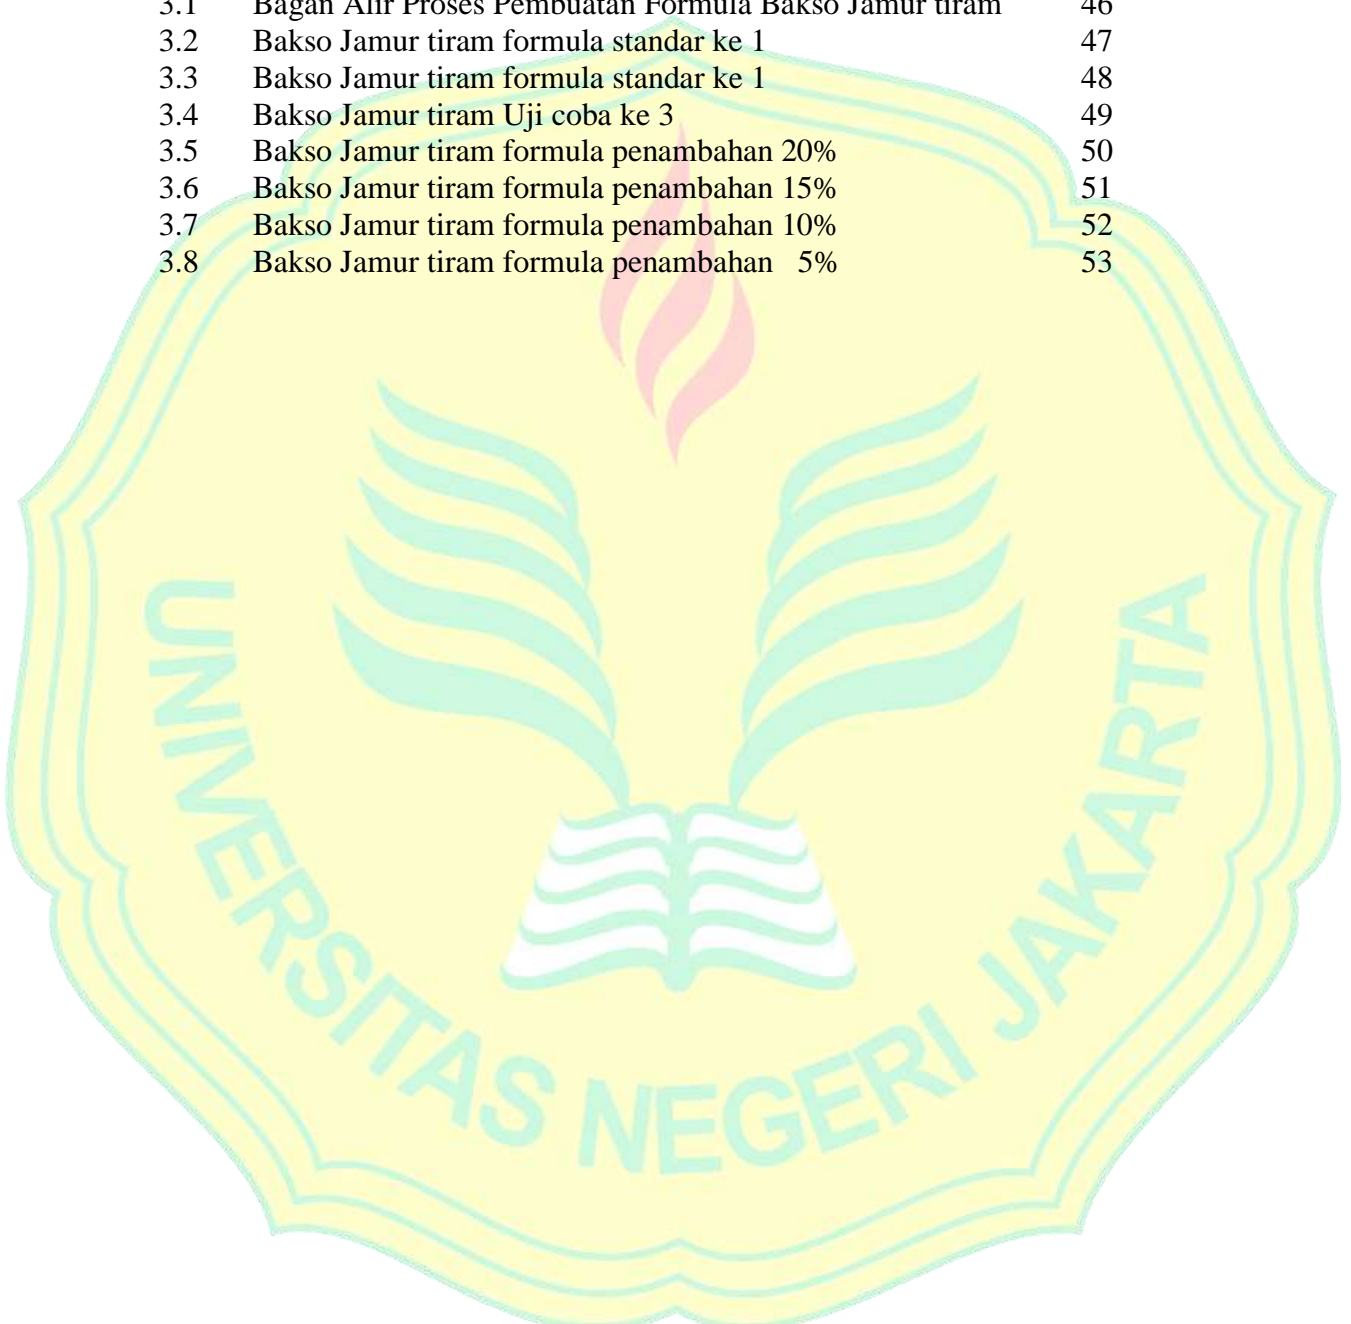 3.1 Bagan Alir Proses Pembuatan Formula Bakso Jamur tiram 46
3.2 Bakso Jamur tiram formula standar ke 1 47
3.3 Bakso Jamur tiram formula standar ke 1 48
3.4 Bakso Jamur tiram Uji coba ke 3 49
3.5 Bakso Jamur tiram formula penambahan 20% 50
3.6 Bakso Jamur tiram formula penambahan 15% 51
3.7 Bakso Jamur tiram formula penambahan 10% 52
3.8 Bakso Jamur tiram formula penambahan 5% 53
UNIVERSITAS NEGERI JAKARTA